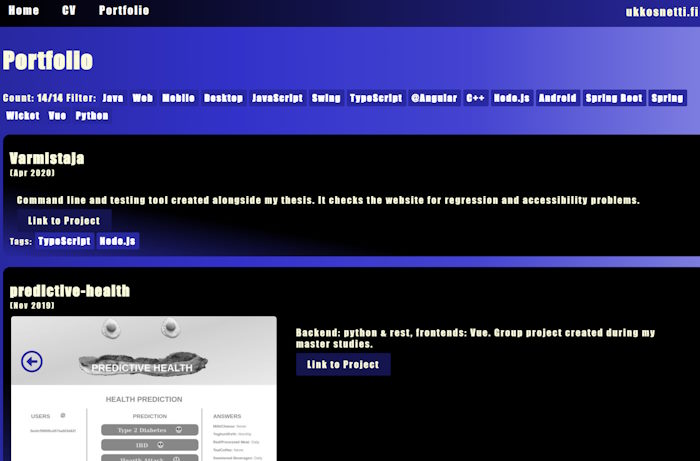 Home CV Portfolio ukkosnetti.fi
Portfolio
Count: 14/14 Filter: Java Web Mobile Desktop JavaScript Swing TypeScript @Angular C++ Node.js Android Spring Boot Spring
Wicket Vue Python
Varmistaja
(Apr 2020)
Command line and testing tool created alongside my thesis. It checks the website for regression and accessibility problems.
Link to Project
Tags: TypeScript Node.js
predictive-health
(Nov 2019)
Backend: python & rest, frontends: Vue. Group project created during my
master studies.
Link to Project
PREDICTIVE HEALTH
HEALTH PREDICTION
USERS PREDICTION ANSWERS
Type 2 Diabetes
IHD
Heart Attack